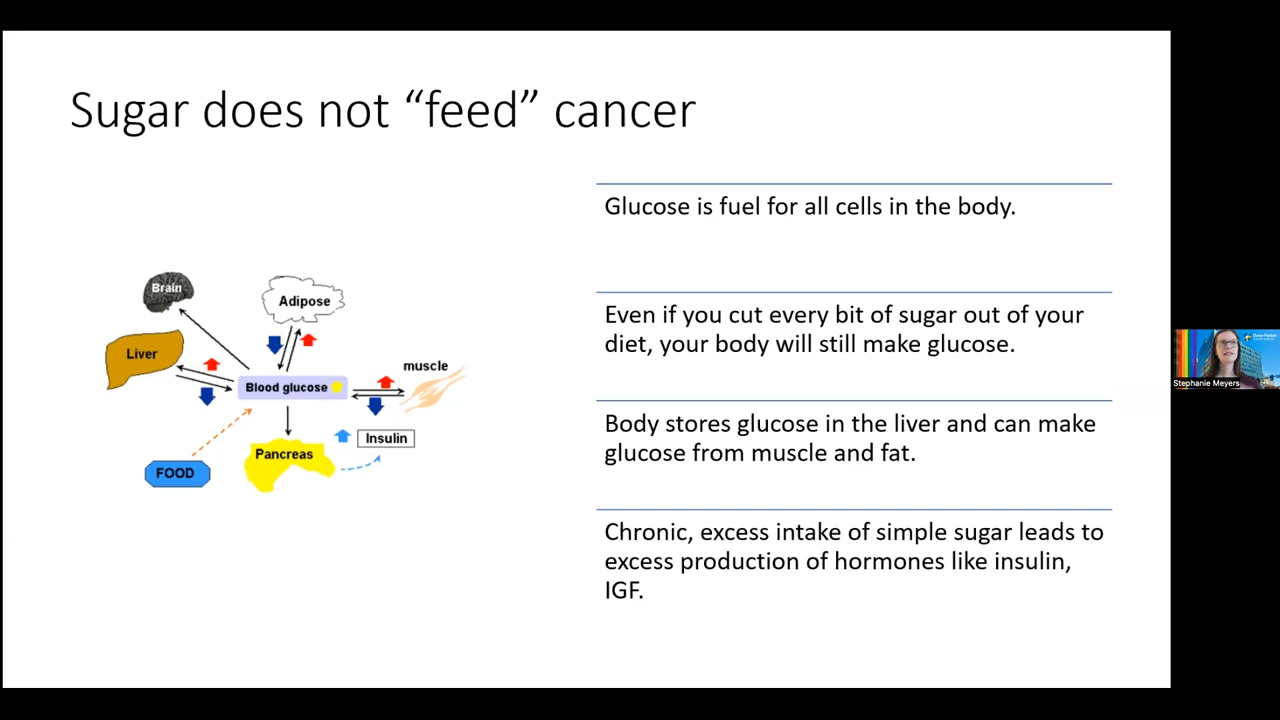 Sugar does not “feed” cancer
Glucose is fuel for all cells in the body.
Even if you cut every bit of sugar out of your
diet, your body will still make glucose.
Body stores glucose in the liver and can make
glucose from muscle and fat.
Chronic, excess intake of simple sugar leads to
excess production of hormones like insulin,
IGF.
Brain
Adipose
Liver
muscle
Blood glucose
Insulin
Pancreas
FOOD
Stephanie Meyers